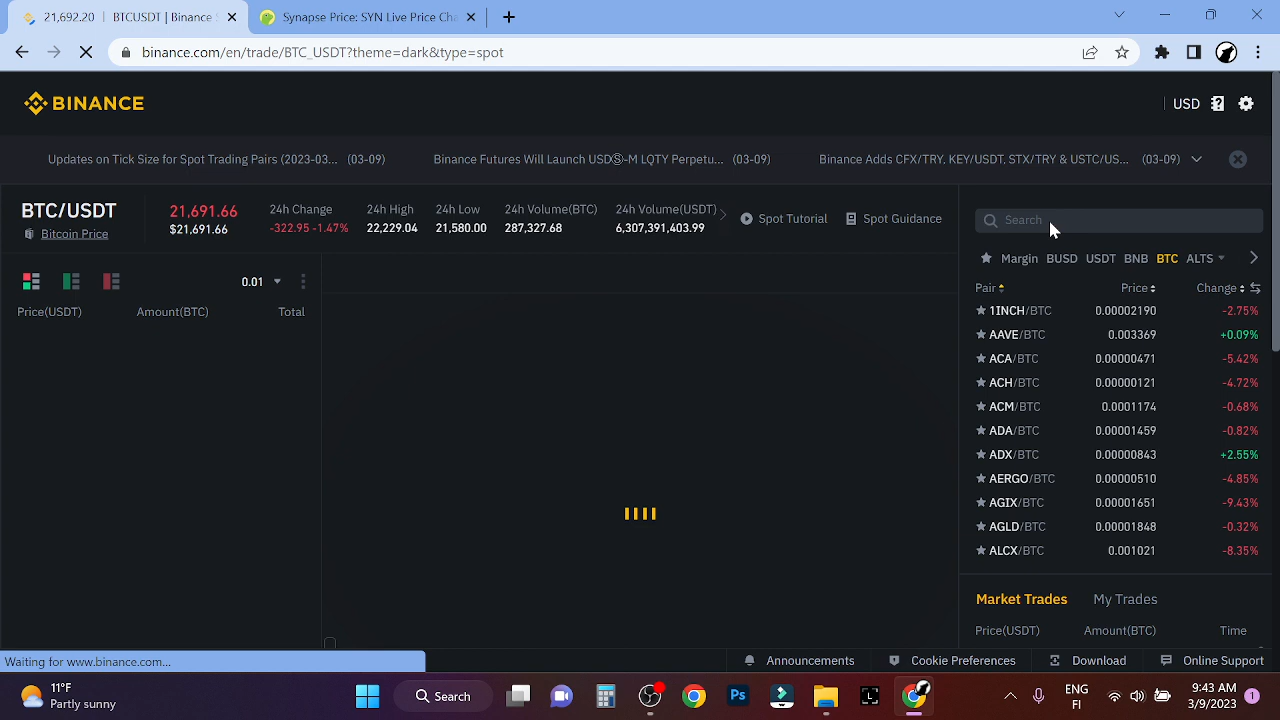 21,692.20 | BTCUSDT | Binance S
Synapse Price: SYN Live Price Cha
binance.com/en/trade/BTC_USDT?theme=dark&type=spot
BINANCE
USD
Updates on Tick Size for Spot Trading Pairs (2023-03... (03-09)
Binance Futures Will Launch USDⓈ-M LQTY Perpetu... (03-09)
Binance Adds CFX/TRY, KEY/USDT, STX/TRY & USTC/US... (03-09)
BTC/USDT
Bitcoin Price
21,691.66
$21,691.66
24h Change
-322.95 -1.47%
24h High
22,229.04
24h Low
21,580.00
24h Volume(BTC)
287,327.68
24h Volume(USDT)
6,307,391,403.99
Spot Tutorial
Spot Guidance
Search
Margin BUSD USDT BNB BTC ALTS
0.01
Price(USDT) Amount(BTC) Total
Pair Price Change
1INCH/BTC 0.00002190 -2.75%
AAVE/BTC 0.003369 +0.09%
ACA/BTC 0.00000471 -5.42%
ACH/BTC 0.00000121 -4.72%
ACM/BTC 0.0001174 -0.68%
ADA/BTC 0.00001459 -0.82%
ADX/BTC 0.00000843 +2.55%
AERGO/BTC 0.00000510 -4.85%
AGIX/BTC 0.00001651 -9.43%
AGLD/BTC 0.00001848 -0.32%
ALCX/BTC 0.001021 -8.35%
Market Trades My Trades
Price(USDT) Amount(BTC) Time
Waiting for www.binance.com...
Announcements
Cookie Preferences
Download
Online Support
11°F
Partly sunny
Search
Ps
L
ENG
FI
9:43 AM
3/9/2023
1